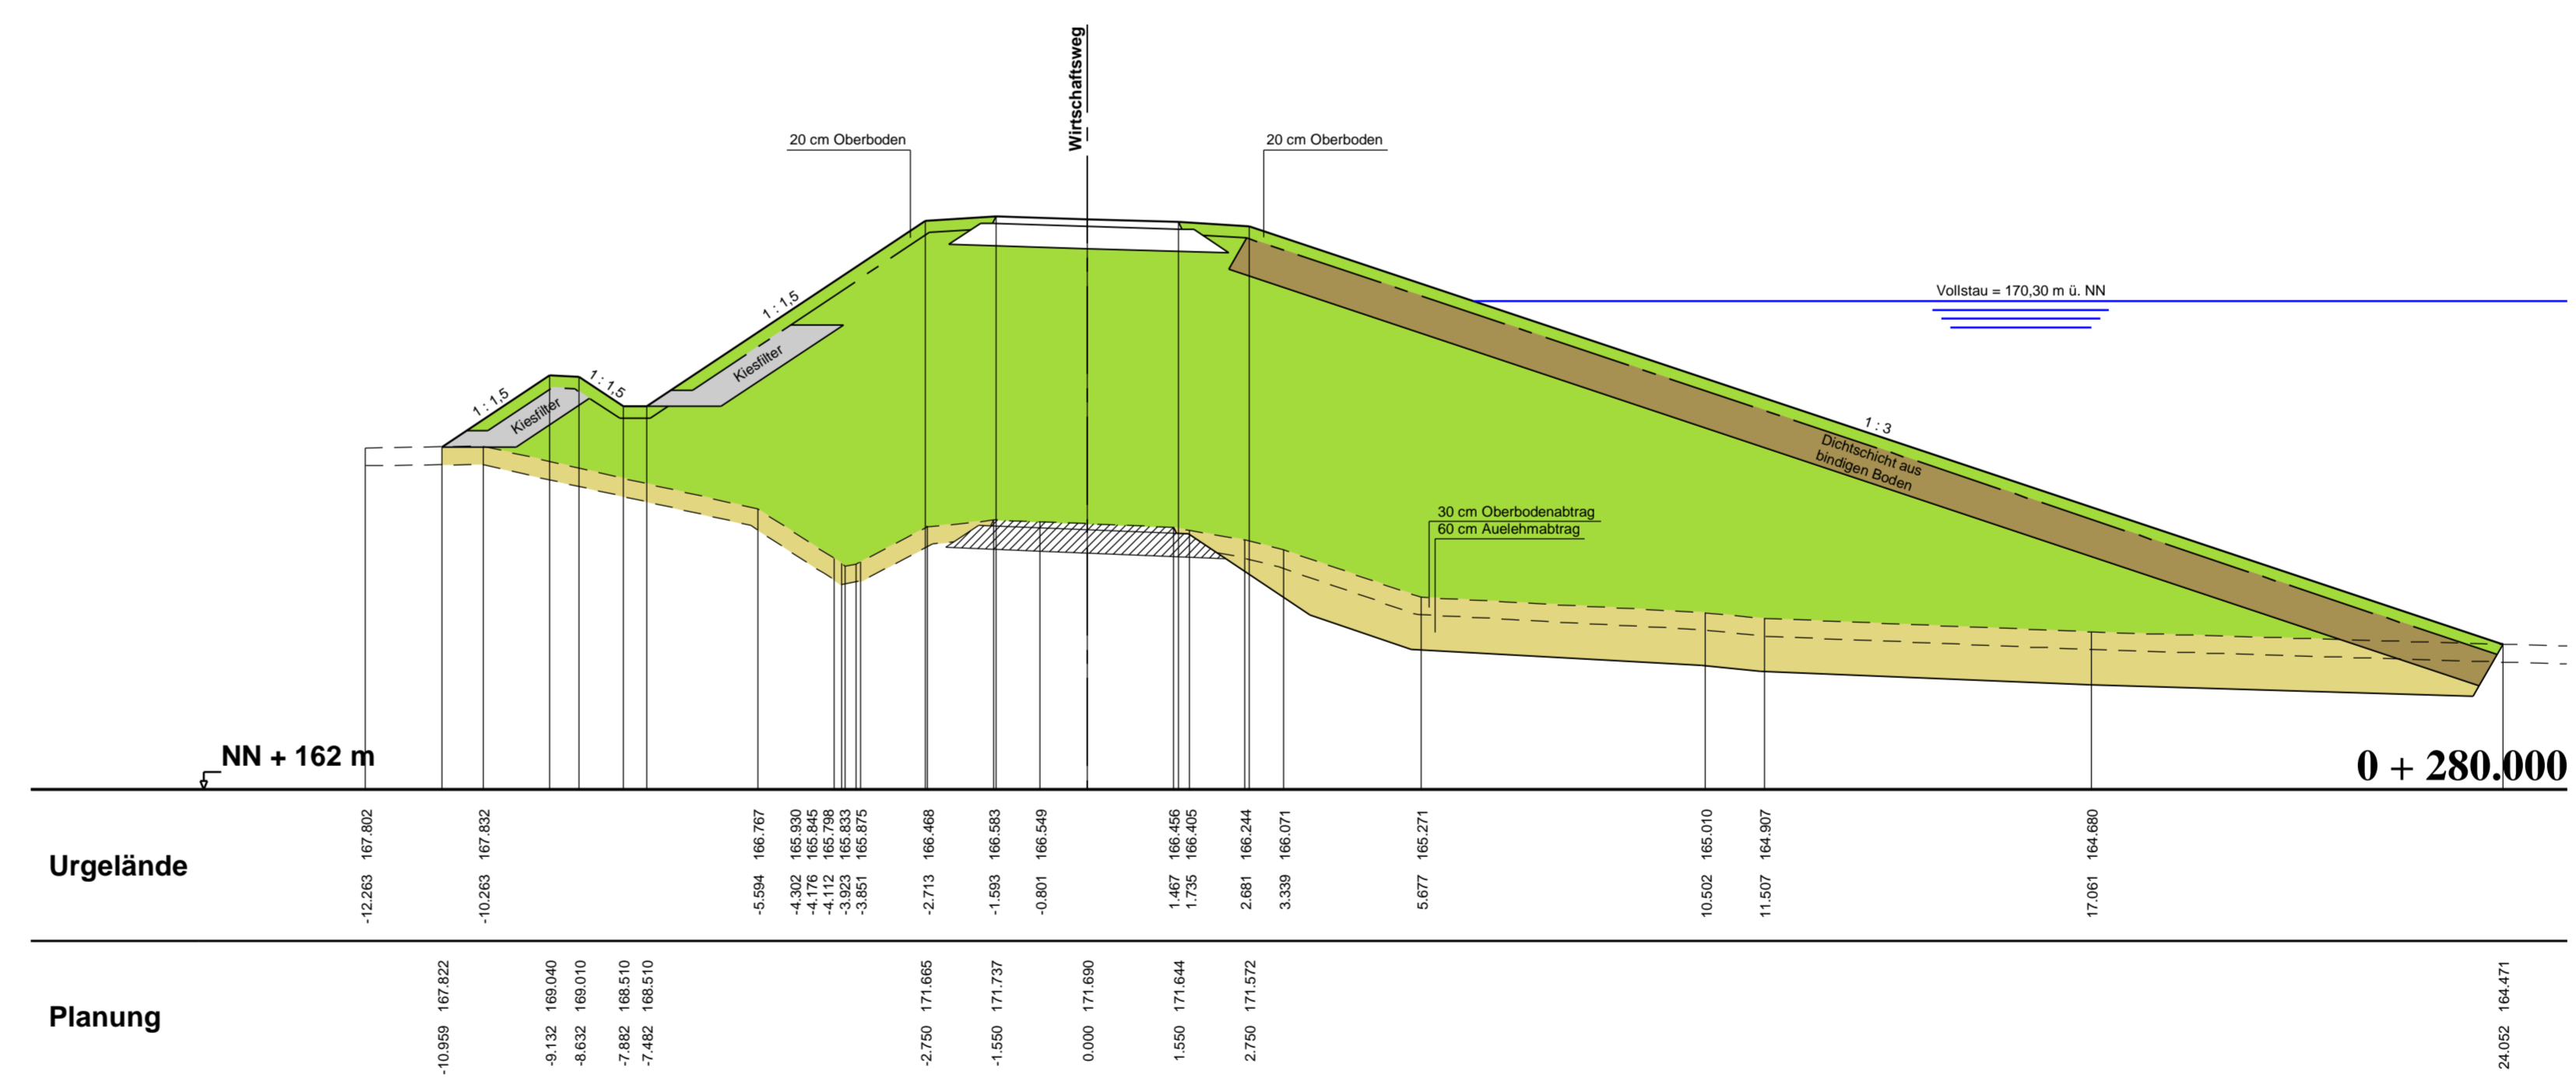 Wirtschaftsweg
20 cm Oberboden
20 cm Oberboden
1 : 1,5
Vollstau = 170,30 m ü. NN
1 : 1,5
1 : 1,5
Kiesfilter
Kiesfilter
1 : 3
Dichtschicht aus
bindigen Boden
30 cm Oberbodenabtrag
60 cm Auelehmabtrag
NN + 162 m
0 + 280.000
Urgelände
-12.263 167.802
-10.263 167.832
-5.594 166.767
-4.302 165.930
-4.176 165.845
-4.112 165.798
-3.923 165.833
-3.851 165.875
-2.713 166.468
-1.593 166.583
-0.801 166.549
1.467 166.456
1.735 166.405
2.681 166.244
3.339 166.071
5.677 165.271
10.502 165.010
11.507 164.907
17.061 164.680
Planung
-10.959 167.822
-9.132 169.040
-8.632 169.010
-7.882 168.510
-7.482 168.510
-2.750 171.665
-1.550 171.737
0.000 171.690
1.550 171.644
2.750 171.572
24.052 164.471